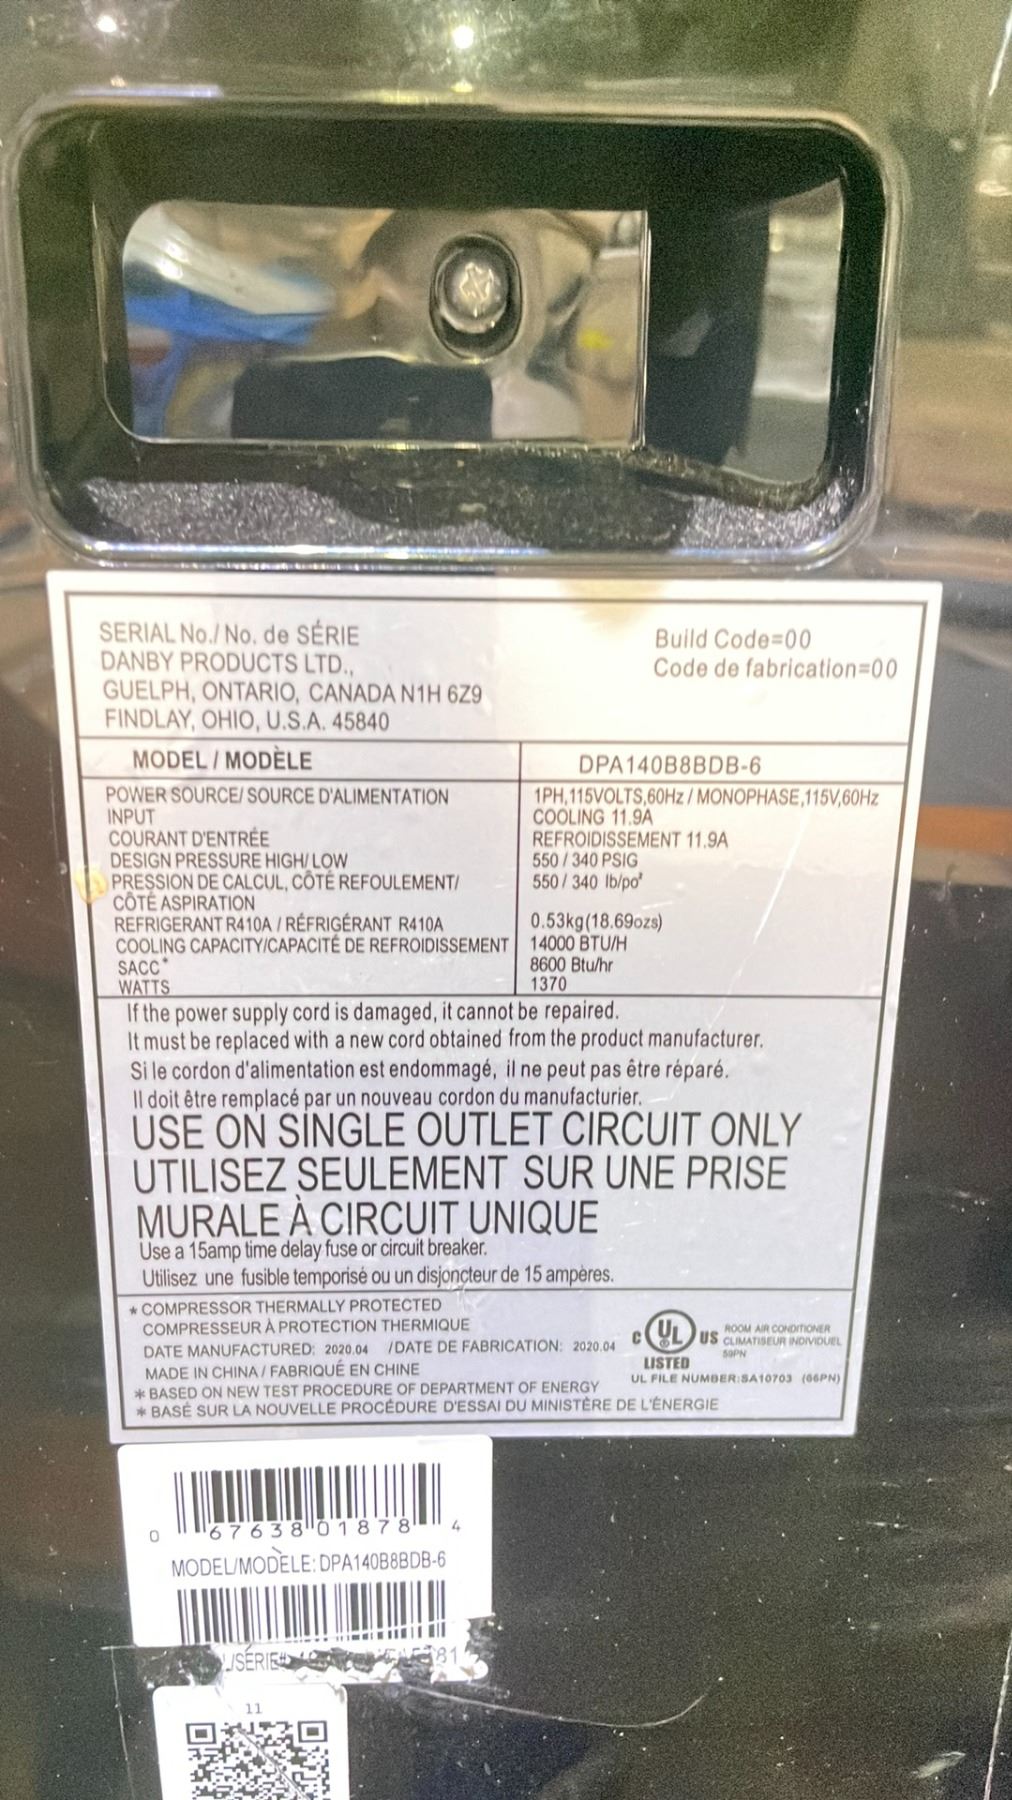 SERIAL No./ No. de SÉRIE
DANBY PRODUCTS LTD.,
GUELPH, ONTARIO, CANADA N1H 6Z9
FINDLAY, OHIO, U.S.A. 45840
Build Code=00
Code de fabrication=00
MODEL / MODÈLE DPA140B8BDB-6
POWER SOURCE/ SOURCE D'ALIMENTATION 1PH,115VOLTS,60Hz / MONOPHASE,115V,60Hz
INPUT COOLING 11.9A
COURANT D'ENTRÉE REFROIDISSEMENT 11.9A
DESIGN PRESSURE HIGH/ LOW 550 / 340 PSIG
PRESSION DE CALCUL, CÔTÉ REFOULEMENT/ 550 / 340 lb/po²
CÔTÉ ASPIRATION
REFRIGERANT R410A / RÉFRIGÉRANT R410A 0.53kg(18.69ozs)
COOLING CAPACITY/CAPACITÉ DE REFROIDISSEMENT 14000 BTU/H
SACC* 8600 Btu/hr
WATTS 1370
If the power supply cord is damaged, it cannot be repaired.
It must be replaced with a new cord obtained from the product manufacturer.
Si le cordon d'alimentation est endommagé, il ne peut pas être réparé.
Il doit être remplacé par un nouveau cordon du manufacturier.
USE ON SINGLE OUTLET CIRCUIT ONLY
UTILISEZ SEULEMENT SUR UNE PRISE
MURALE À CIRCUIT UNIQUE
Use a 15amp time delay fuse or circuit breaker.
Utilisez une fusible temporisé ou un disjoncteur de 15 ampères.
* COMPRESSOR THERMALLY PROTECTED
COMPRESSEUR À PROTECTION THERMIQUE
DATE MANUFACTURED: 2020.04 /DATE DE FABRICATION: 2020.04
MADE IN CHINA / FABRIQUÉ EN CHINE
* BASED ON NEW TEST PROCEDURE OF DEPARTMENT OF ENERGY
* BASÉ SUR LA NOUVELLE PROCÉDURE D'ESSAI DU MINISTÈRE DE L'ÉNERGIE
C UL US
LISTED
ROOM AIR CONDITIONER
CLIMATISEUR INDIVIDUEL
59PN
UL FILE NUMBER:SA10703 (66PN)
0 67638 01878 4
MODEL/MODÈLE: DPA140B8BDB-6
/SÉRIE
11